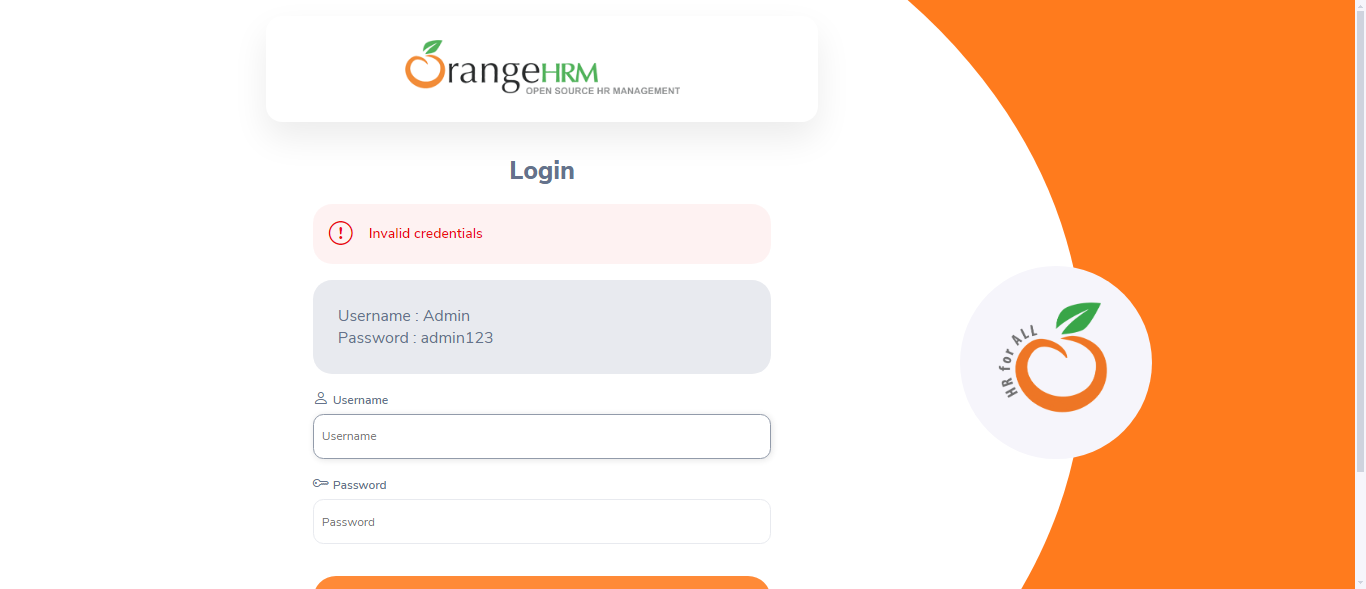 OrangeHRM
OPEN SOURCE HR MANAGEMENT
Login
Invalid credentials
Username : Admin
Password : admin123
Username
Username
Password
Password
HR for ALL